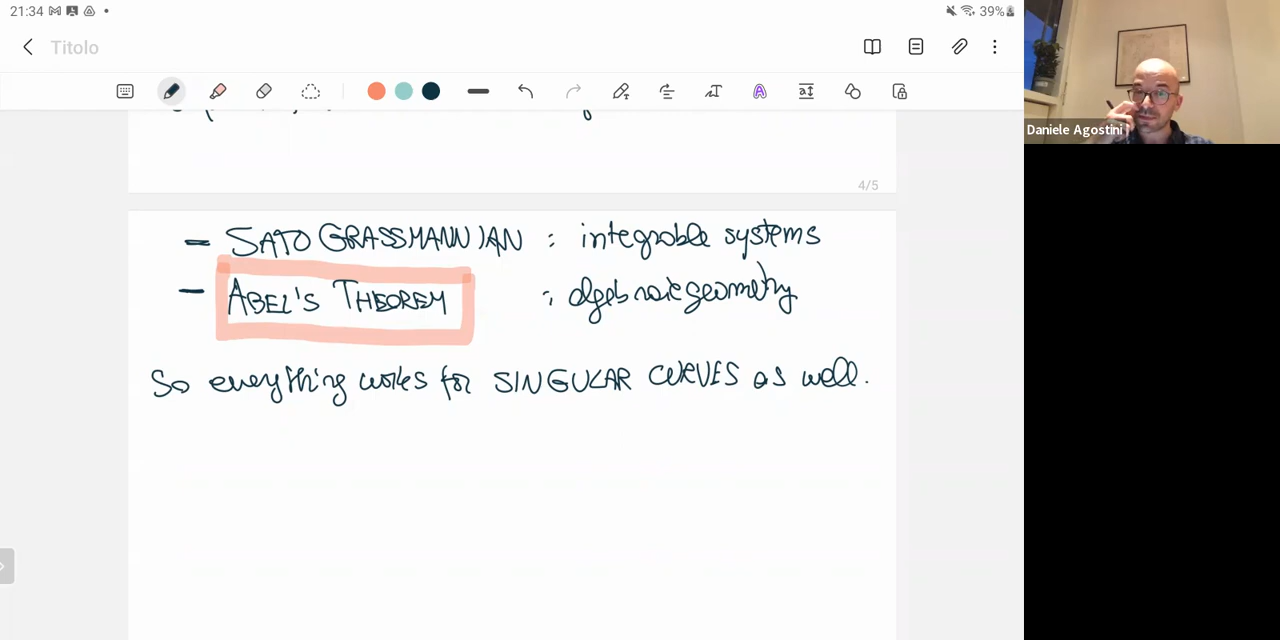 21:34 39%
Titolo
Daniele Agostini
4/5
- SATO GRASSMANNIAN : integrable systems
- ABEL'S THEOREM : algebraic geometry
So everything works for SINGULAR CURVES as well.